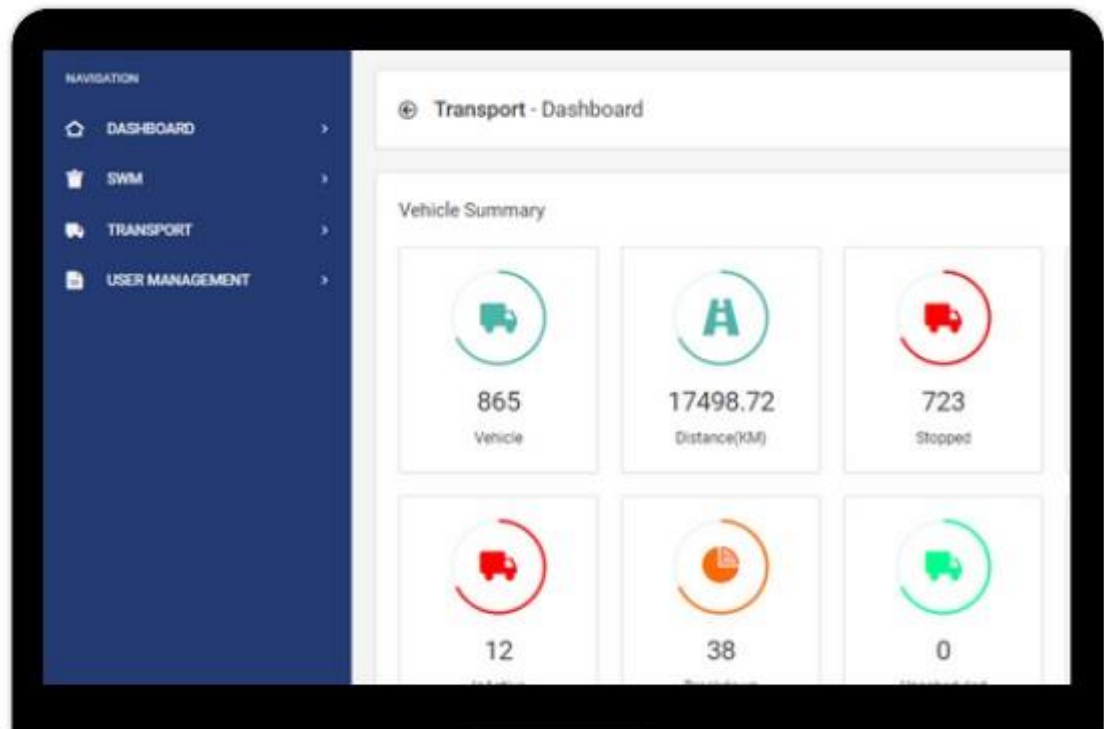 NAVIGATION
DASHBOARD
SWM
TRANSPORT
USER MANAGEMENT
Transport - Dashboard
Vehicle Summary
865
Vehicle
17498.72
Distance(KM)
723
Stopped
12
38
0